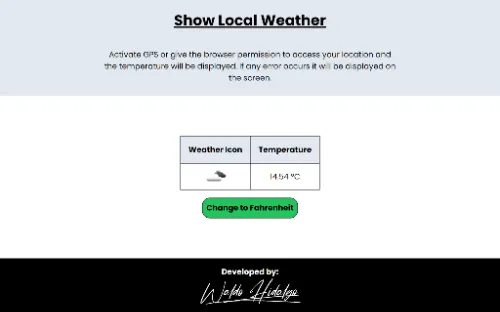 Show Local Weather
Activate GPS or give the browser permission to access your location and
the temperature will be displayed. If any error occurs it will be displayed on
the screen.
Weather Icon Temperature
14.54 °C
Change to Fahrenheit
Developed by:
Waldo Hidalgo